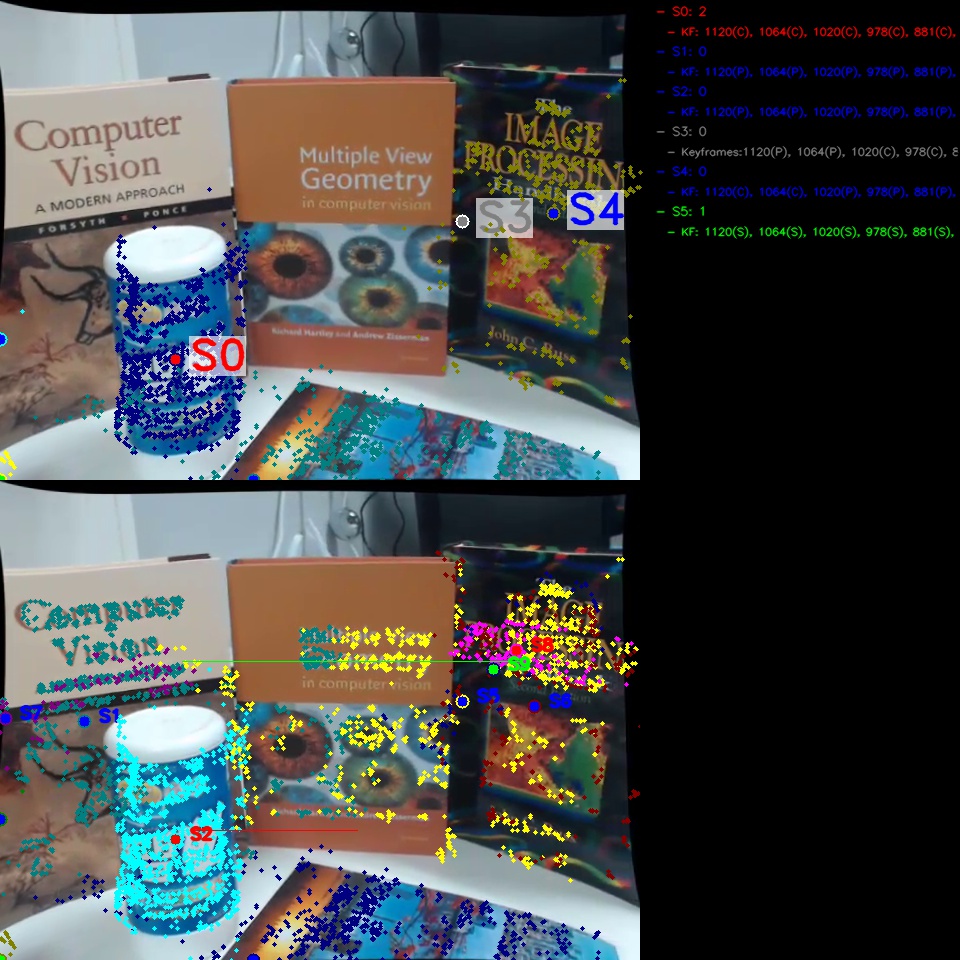 Computer
Vision
A MODERN APPROACH
FORSYTH PONCE
Multiple View
Geometry
in computer vision
Richard Hartley and Andrew Zisserman
The
IMAGE
PROCESSING
John C. Russ
S0
S3
S4
- S0: 2
- KF: 1120(C), 1064(C), 1020(C), 978(C), 881(C),
- S1: 0
- KF: 1120(P), 1064(P), 1020(P), 978(P), 881(P),
- S2: 0
- KF: 1120(P), 1064(P), 1020(P), 978(P), 881(P),
- S3: 0
- Keyframes:1120(P), 1064(P), 1020(C), 978(C), 8
- S4: 0
- KF: 1120(C), 1064(C), 1020(P), 978(P), 881(P),
- S5: 1
- KF: 1120(S), 1064(S), 1020(S), 978(S), 881(S),
Computer
Vision
Multiple View
Geometry
in computer vision
IMAGE
S8
S9
S5
S6
S7
S1
S2